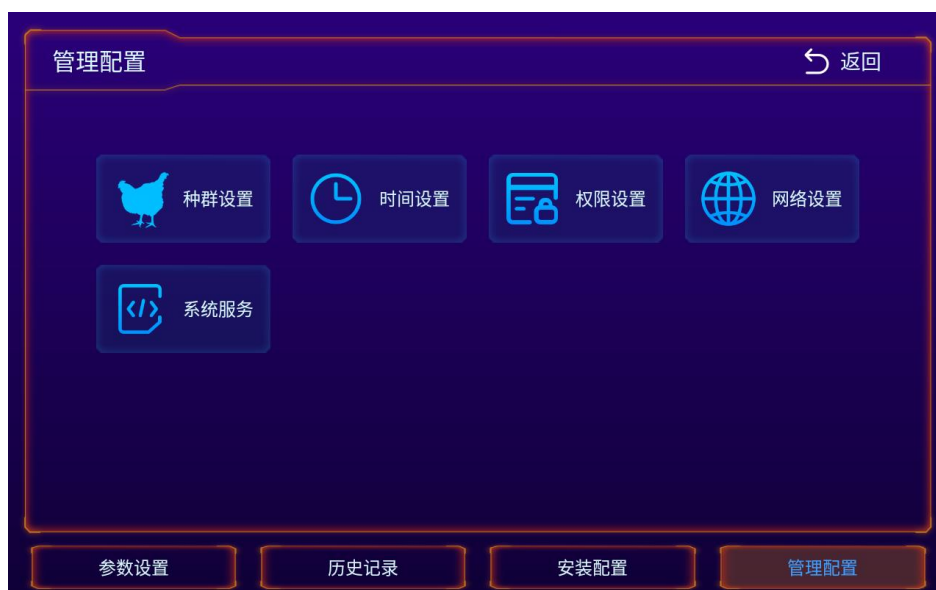 管理配置
返回
种群设置
时间设置
权限设置
网络设置
系统服务
参数设置
历史记录
安装配置
管理配置